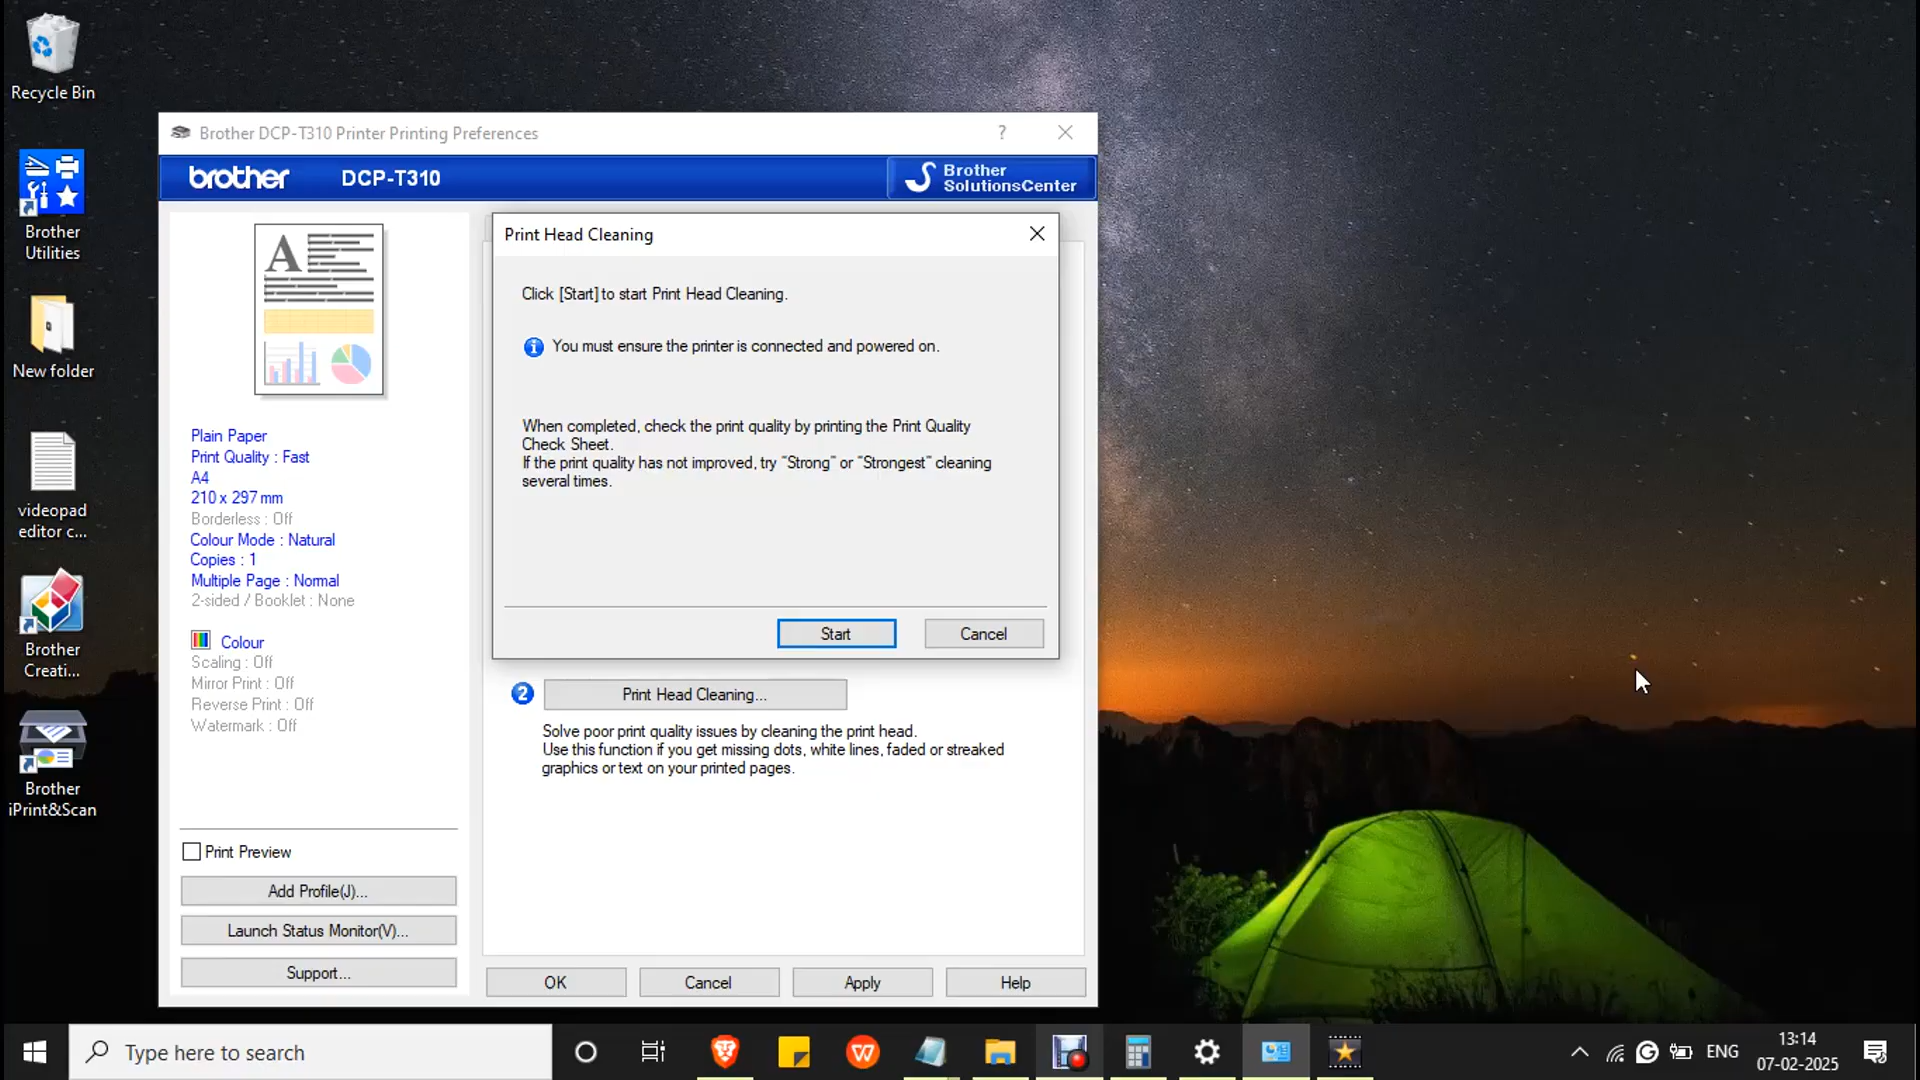 Recycle Bin
Brother
Utilities
New folder
videopad
editor c...
Brother
Creati...
Brother
iPrint&Scan
Brother DCP-T310 Printer Printing Preferences
?
brother
DCP-T310
Brother
SolutionsCenter
A
Plain Paper
Print Quality : Fast
A4
210 x 297 mm
Borderless : Off
Colour Mode : Natural
Copies : 1
Multiple Page : Normal
2-sided / Booklet : None
Colour
Scaling : Off
Mirror Print : Off
Reverse Print : Off
Watermark : Off
Print Preview
Add Profile(J)...
Launch Status Monitor(V)...
Support...
Print Head Cleaning
Click [Start] to start Print Head Cleaning.
You must ensure the printer is connected and powered on.
When completed, check the print quality by printing the Print Quality
Check Sheet.
If the print quality has not improved, try "Strong" or "Strongest" cleaning
several times.
Start
Cancel
2
Print Head Cleaning...
Solve poor print quality issues by cleaning the print head.
Use this function if you get missing dots, white lines, faded or streaked
graphics or text on your printed pages.
OK
Cancel
Apply
Help
Type here to search
ENG
13:14
07-02-2025